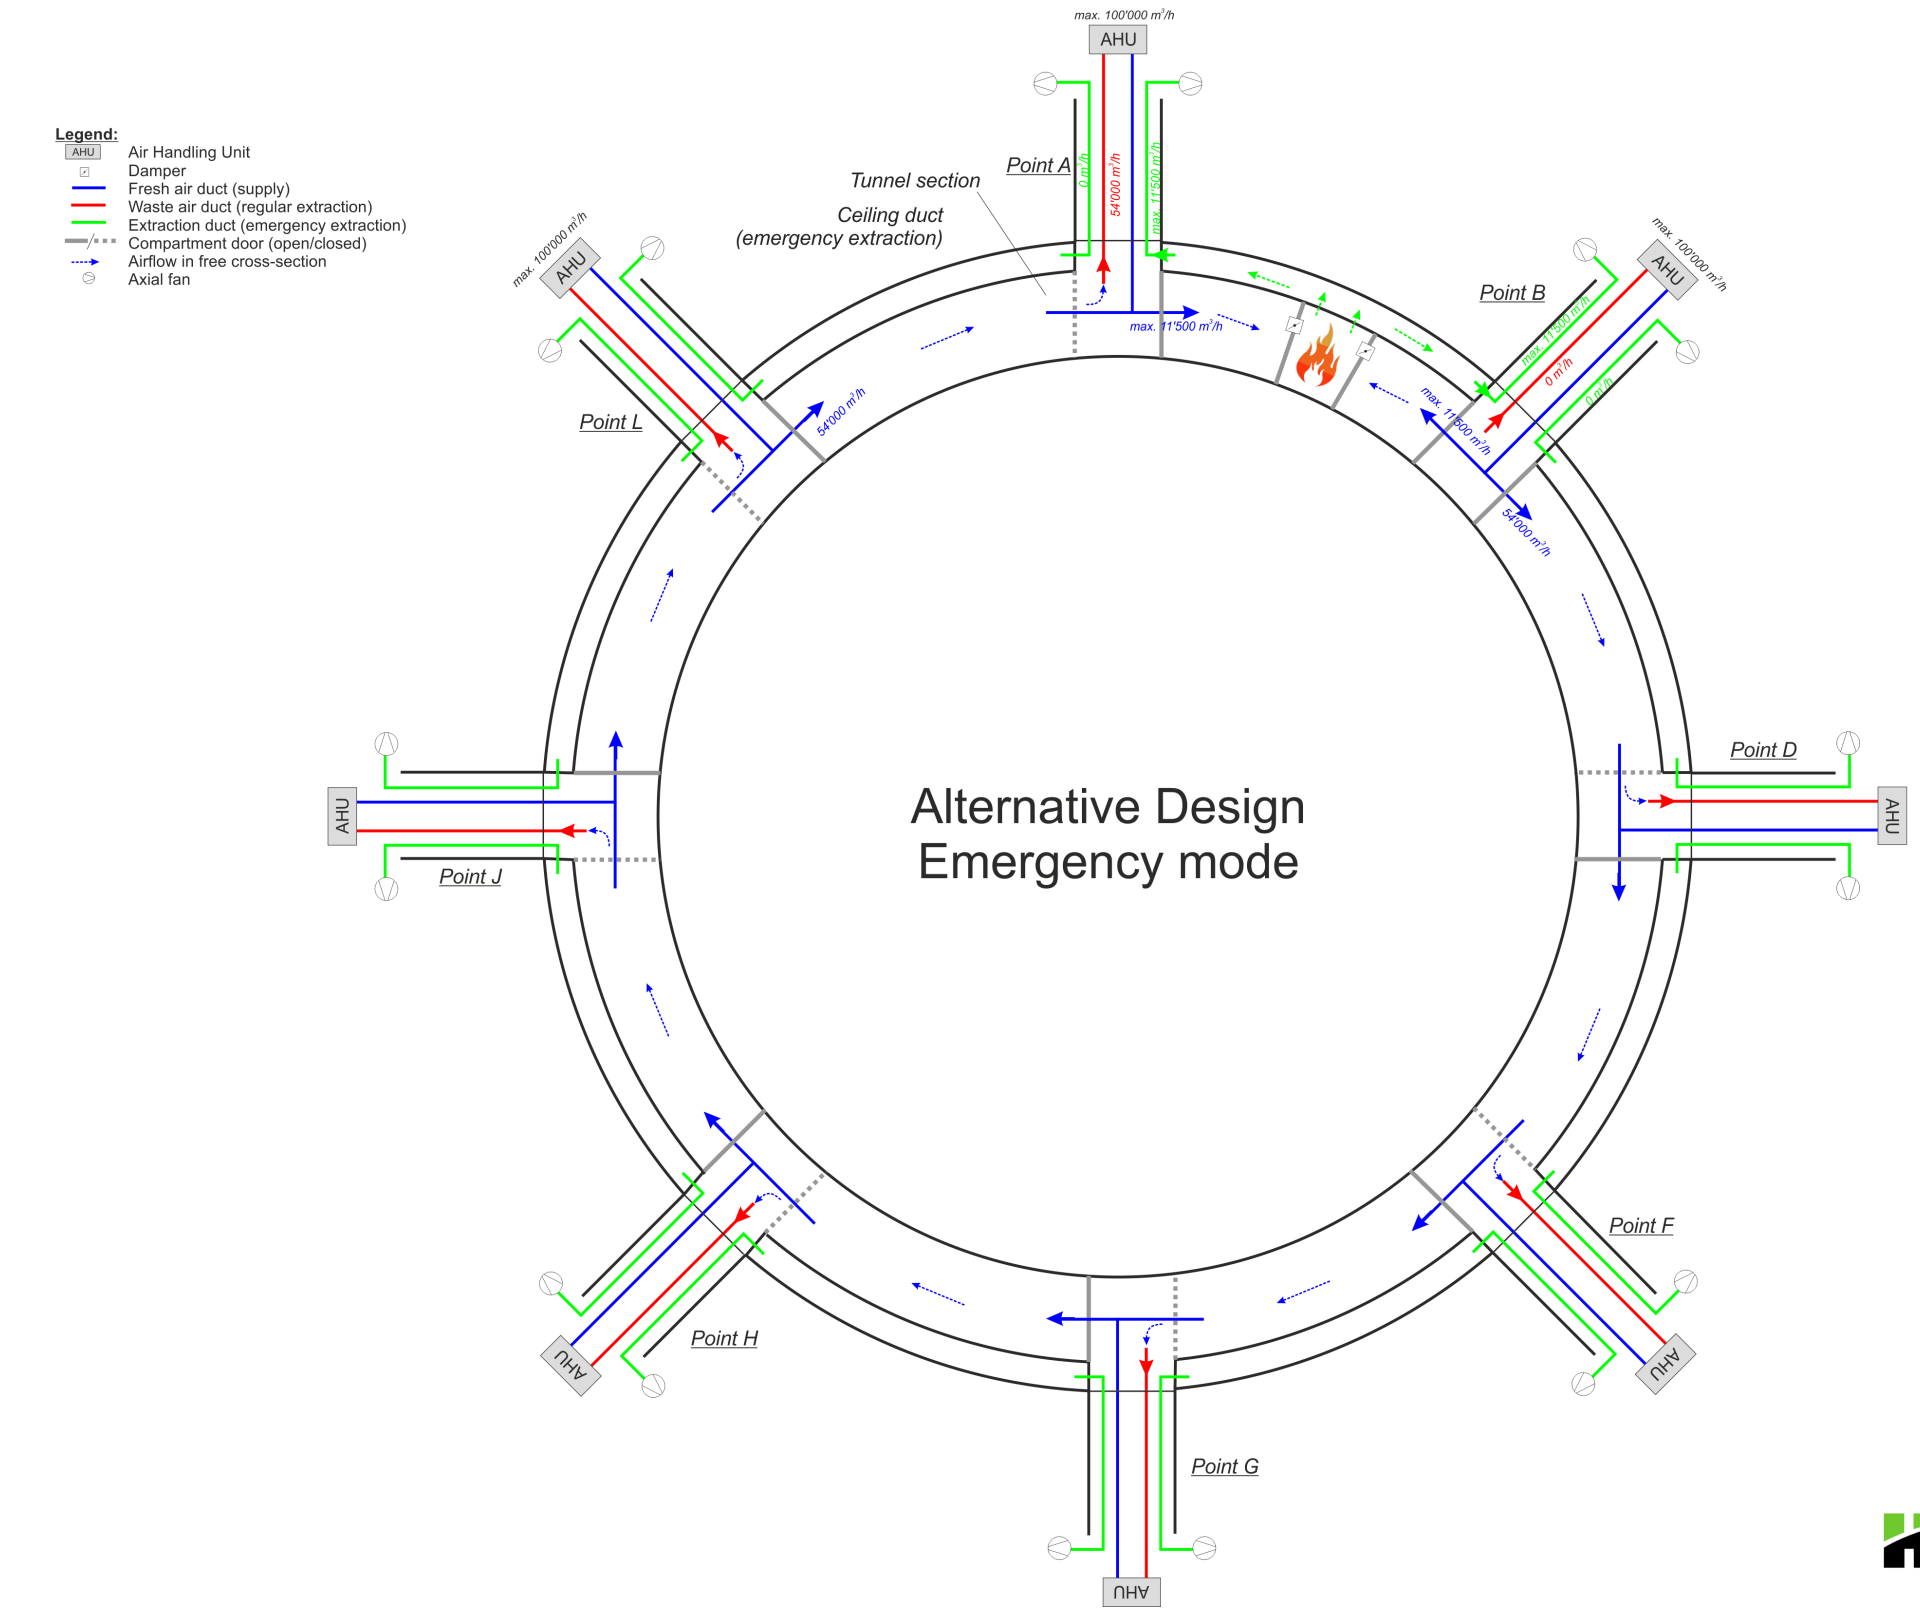 max. 100'000 m³/h
AHU
Legend:
AHU Air Handling Unit
Damper
Fresh air duct (supply)
Waste air duct (regular extraction)
Extraction duct (emergency extraction)
Compartment door (open/closed)
Airflow in free cross-section
Axial fan
Point A
0 m³/h
54'000 m³/h
max. 11'500 m³/h
max. 11'500 m³/h
Tunnel section
Ceiling duct
(emergency extraction)
max. 100'000 m³/h
AHU
Point L
54'000 m³/h
max. 100'000 m³/h
AHU
Point B
max. 11'500 m³/h
0 m³/h
0 m³/h
max. 11'500 m³/h
54'000 m³/h
Point D
AHU
AHU
Point J
Alternative Design
Emergency mode
Point F
AHU
Point H
AHU
Point G
AHU